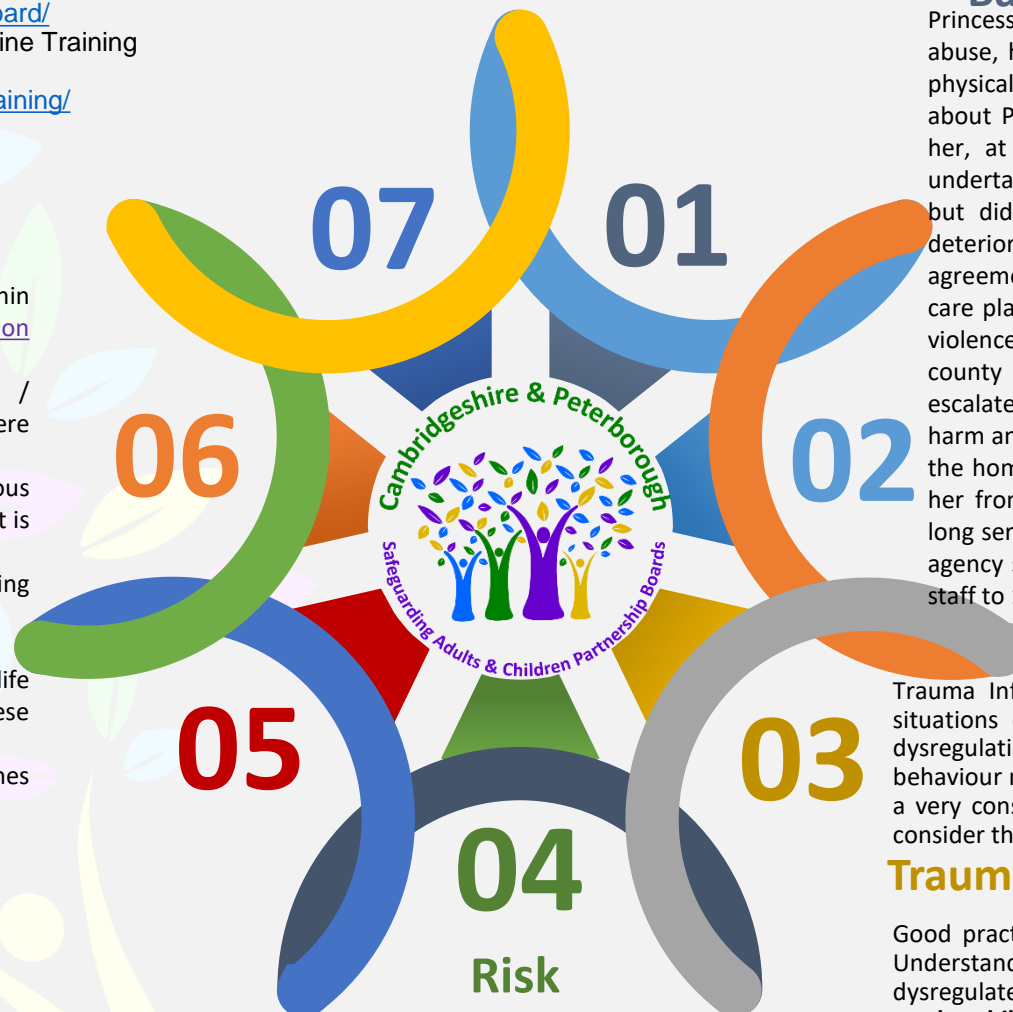 oard/
ine Training
aining/
hin
on
/
ere
ous
t is
ing
life
ese
nes
07
01
06
02
05
03
04
Risk
Cambridgeshire & Peterborough
Safeguarding Adults & Children Partnership Boards
Princess
abuse, h
physical
about P
her, at
underta
but did
deterior
agreeme
care pla
violence
county
escalate
harm an
the hom
her from
long ser
agency s
staff to
Trauma Inf
situations
dysregulati
behaviour
a very cons
consider th
Traum
Good pract
Understand
dysregulate